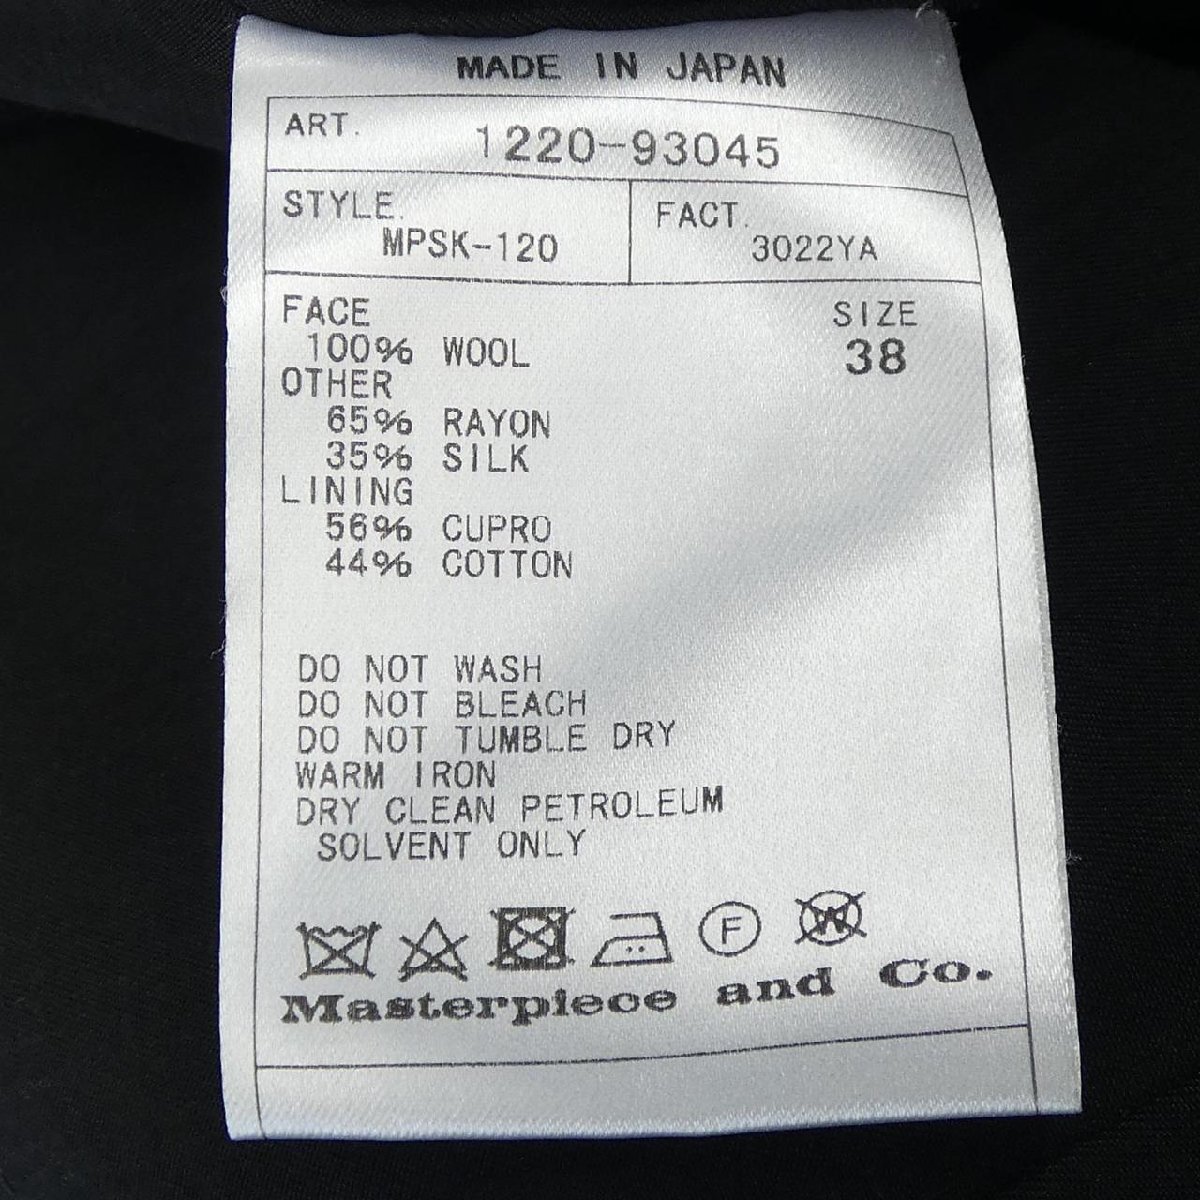 MADE IN JAPAN
ART. 1220-93045
STYLE. MPSK-120
FACT. 3022YA
FACE
100% WOOL
OTHER
65% RAYON
35% SILK
LINING
56% CUPRO
44% COTTON
SIZE
38
DO NOT WASH
DO NOT BLEACH
DO NOT TUMBLE DRY
WARM IRON
DRY CLEAN PETROLEUM
SOLVENT ONLY
F W
Masterpiece and Co.